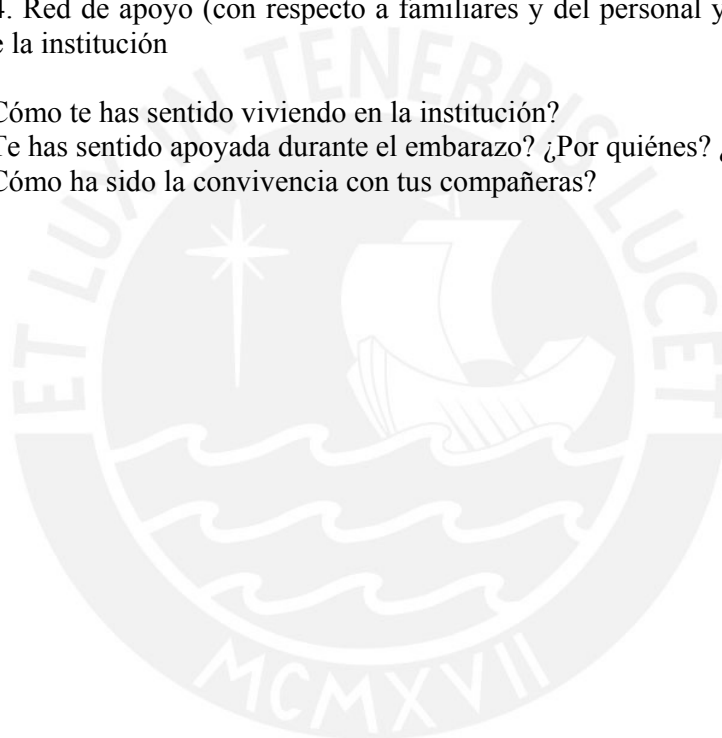 4. Red de apoyo (con respecto a familiares y del personal y
e la institución
Cómo te has sentido viviendo en la institución?
Te has sentido apoyada durante el embarazo? ¿Por quiénes? ¿
Cómo ha sido la convivencia con tus compañeras?
ET LUX IN TENEBRIS LUCET
MCMXVII